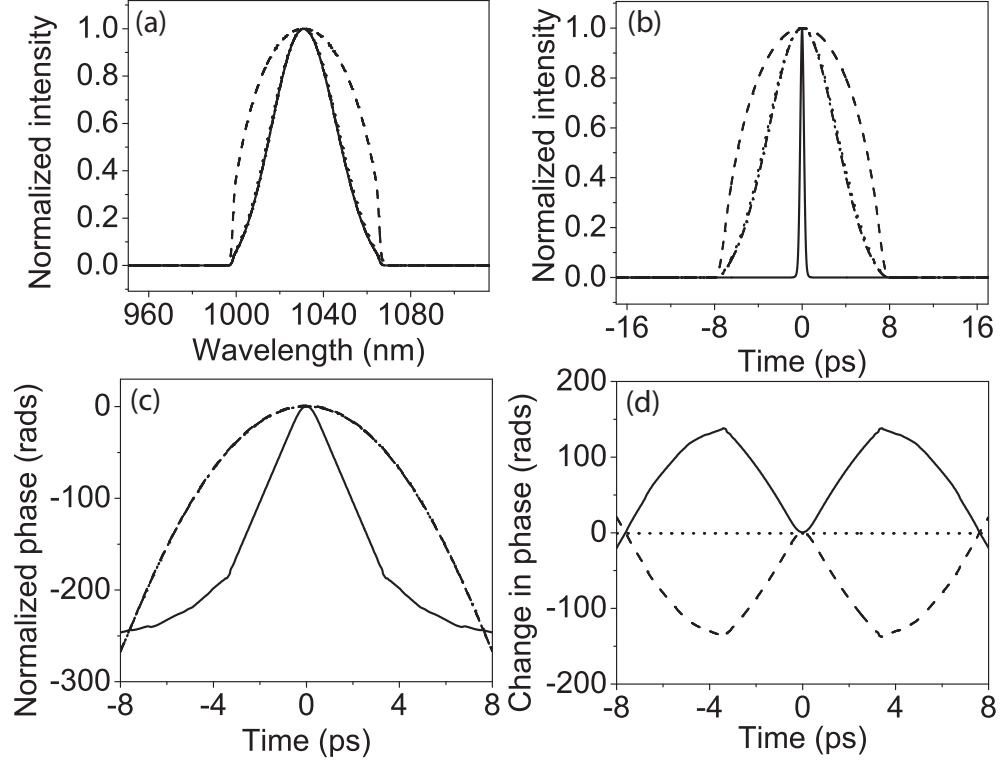 (a)
Normalized intensity
1.0
0.8
0.6
0.4
0.2
0.0
960 1000 1040 1080
Wavelength (nm)
(b)
Normalized intensity
1.0
0.8
0.6
0.4
0.2
0.0
-16 -8 0 8 16
Time (ps)
(c)
Normalized phase (rads)
0
-100
-200
-300
-8 -4 0 4 8
Time (ps)
(d)
Change in phase (rads)
200
100
0
-100
-200
-8 -4 0 4 8
Time (ps)